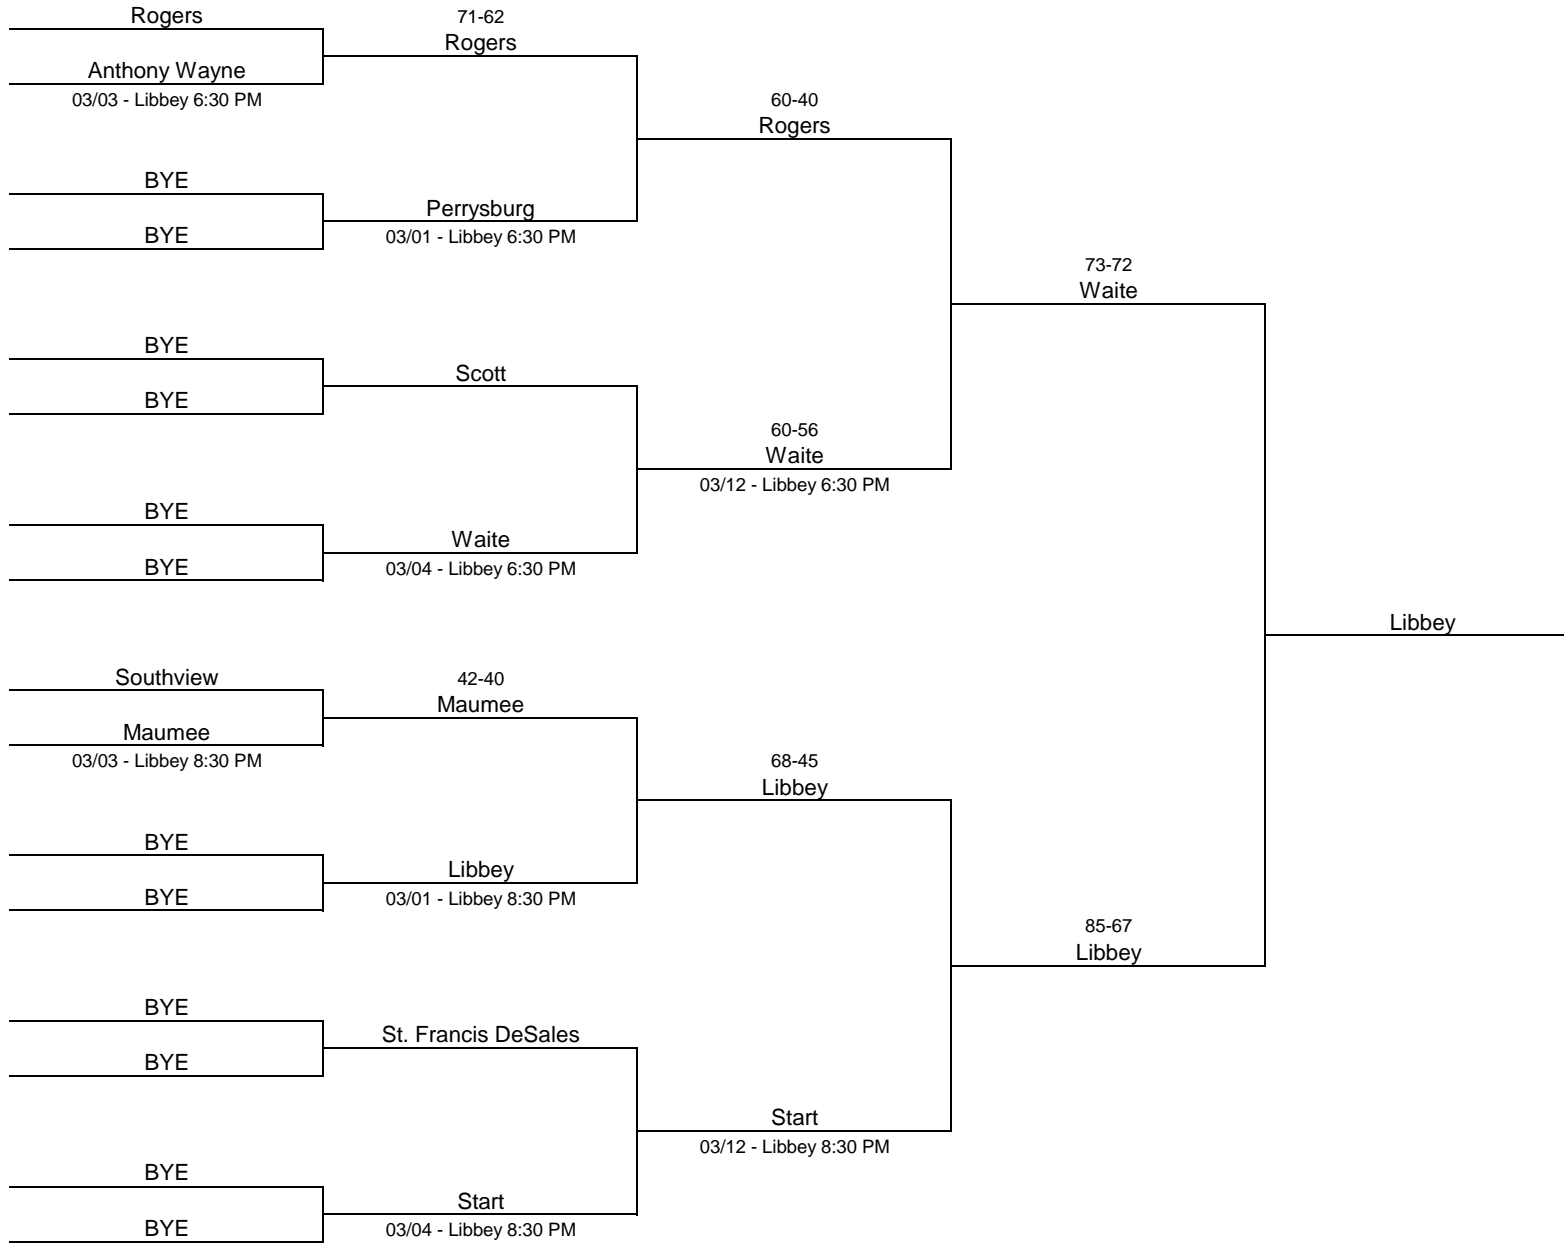 Rogers
Anthony Wayne
03/03 - Libbey 6:30 PM
BYE
BYE
BYE
BYE
BYE
BYE
Southview
Maumee
03/03 - Libbey 8:30 PM
BYE
BYE
BYE
BYE
BYE
BYE
71-62
Rogers
Perrysburg
03/01 - Libbey 6:30 PM
Scott
Waite
03/04 - Libbey 6:30 PM
42-40
Maumee
Libbey
03/01 - Libbey 8:30 PM
St. Francis DeSales
Start
03/04 - Libbey 8:30 PM
60-40
Rogers
60-56
Waite
03/12 - Libbey 6:30 PM
68-45
Libbey
Start
03/12 - Libbey 8:30 PM
73-72
Waite
85-67
Libbey
Libbey